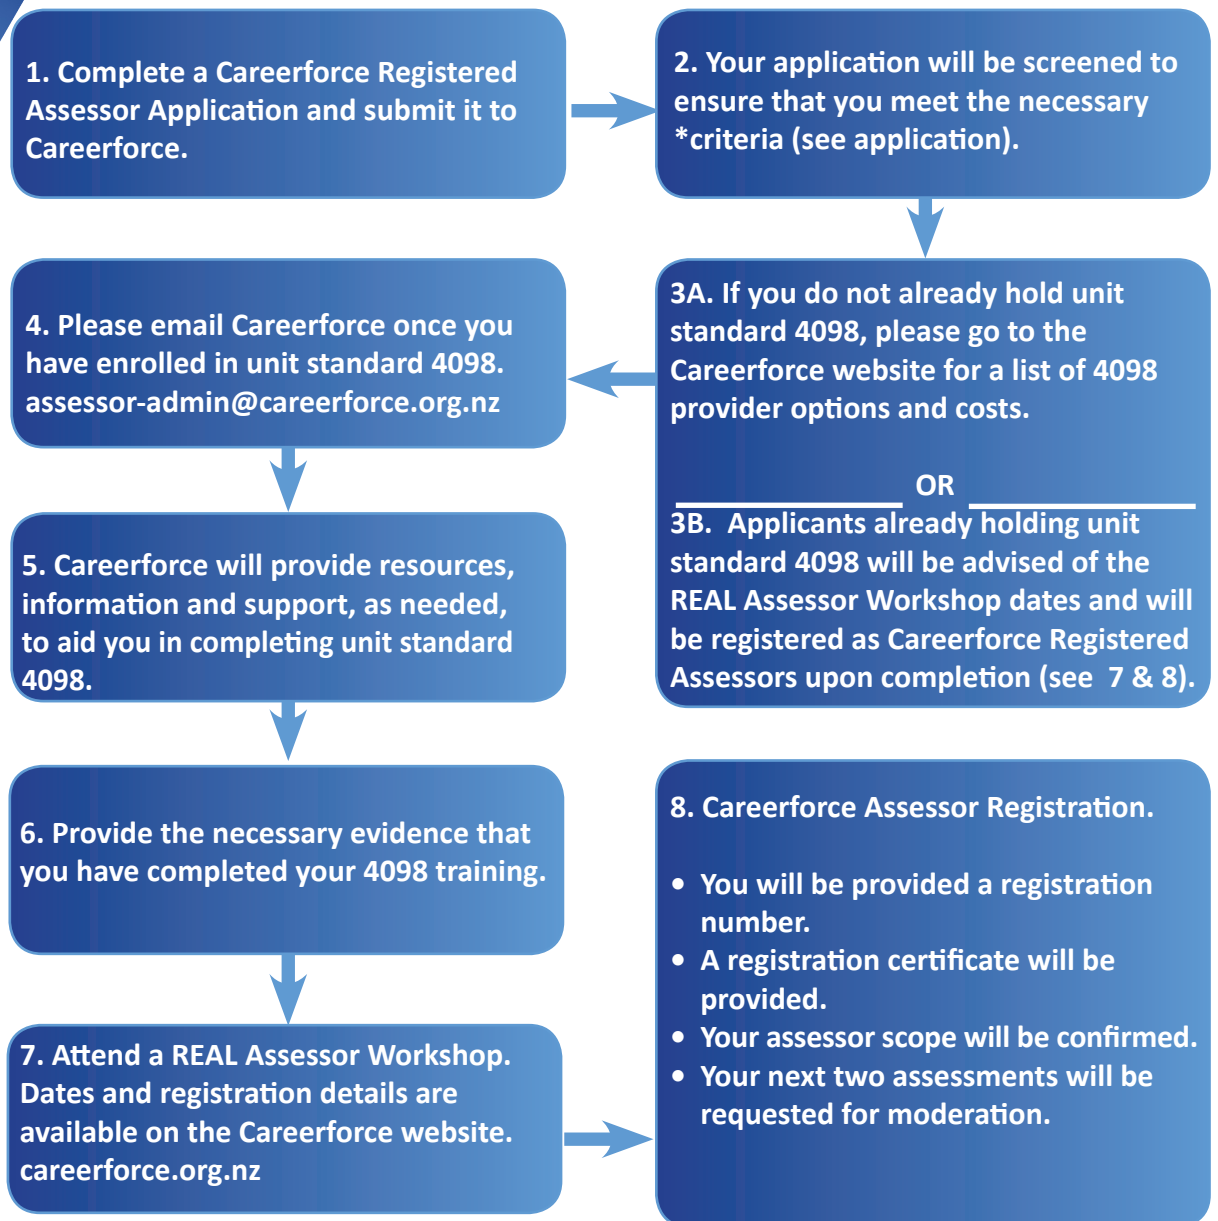 1. Complete a Careerforce Registered
Assessor Application and submit it to
Careerforce.
2. Your application will be screened to
ensure that you meet the necessary
*criteria (see application).
3A. If you do not already hold unit
standard 4098, please go to the
Careerforce website for a list of 4098
provider options and costs.
OR
3B.  Applicants already holding unit
standard 4098 will be advised of the
REAL Assessor Workshop dates and will
be registered as Careerforce Registered
Assessors upon completion (see  7 & 8).
4. Please email Careerforce once you
have enrolled in unit standard 4098.
assessor-admin@careerforce.org.nz
5. Careerforce will provide resources,
information and support, as needed,
to aid you in completing unit standard
4098.
6. Provide the necessary evidence that
you have completed your 4098 training.
7. Attend a REAL Assessor Workshop.
Dates and registration details are
available on the Careerforce website.
careerforce.org.nz
8. Careerforce Assessor Registration.
• You will be provided a registration
number.
• A registration certificate will be
provided.
• Your assessor scope will be confirmed.
• Your next two assessments will be
requested for moderation.